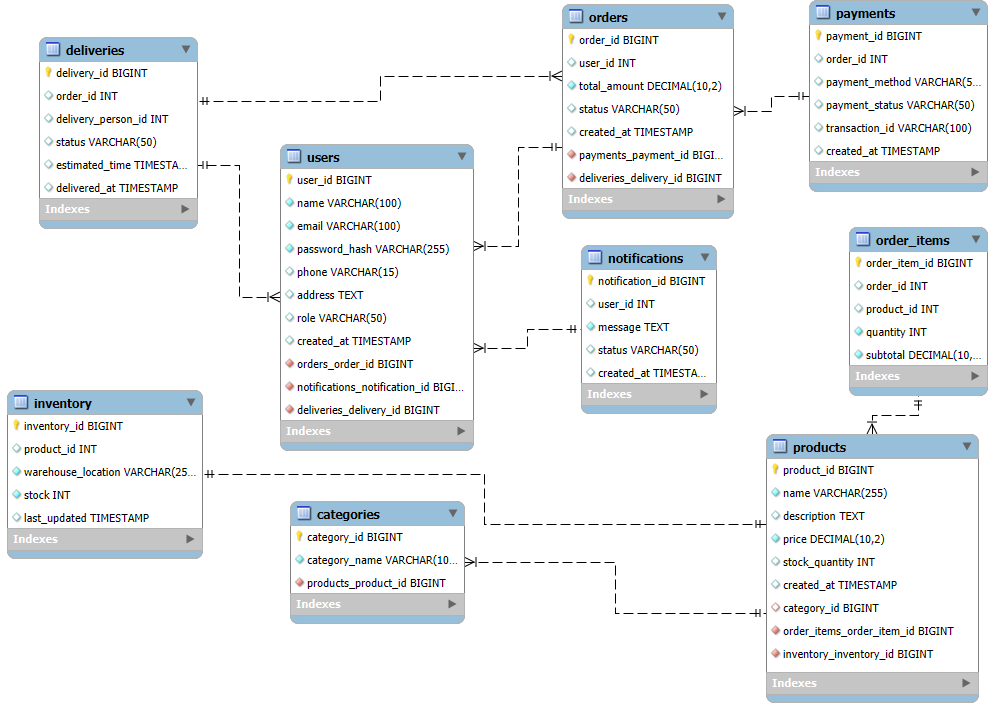 deliveries
delivery_id BIGINT
order_id INT
delivery_person_id INT
status VARCHAR(50)
estimated_time TIMESTA...
delivered_at TIMESTAMP
Indexes
users
user_id BIGINT
name VARCHAR(100)
email VARCHAR(100)
password_hash VARCHAR(255)
phone VARCHAR(15)
address TEXT
role VARCHAR(50)
created_at TIMESTAMP
orders_order_id BIGINT
notifications_notification_id BIGI...
deliveries_delivery_id BIGINT
Indexes
orders
order_id BIGINT
user_id INT
total_amount DECIMAL(10,2)
status VARCHAR(50)
created_at TIMESTAMP
payments_payment_id BIGI...
deliveries_delivery_id BIGINT
Indexes
payments
payment_id BIGINT
order_id INT
payment_method VARCHAR(5...
payment_status VARCHAR(50)
transaction_id VARCHAR(100)
created_at TIMESTAMP
Indexes
notifications
notification_id BIGINT
user_id INT
message TEXT
status VARCHAR(50)
created_at TIMESTA...
Indexes
order_items
order_item_id BIGINT
order_id INT
product_id INT
quantity INT
subtotal DECIMAL(10,...
Indexes
inventory
inventory_id BIGINT
product_id INT
warehouse_location VARCHAR(25...
stock INT
last_updated TIMESTAMP
Indexes
categories
category_id BIGINT
category_name VARCHAR(10...
products_product_id BIGINT
Indexes
products
product_id BIGINT
name VARCHAR(255)
description TEXT
price DECIMAL(10,2)
stock_quantity INT
created_at TIMESTAMP
category_id BIGINT
order_items_order_item_id BIGINT
inventory_inventory_id BIGINT
Indexes